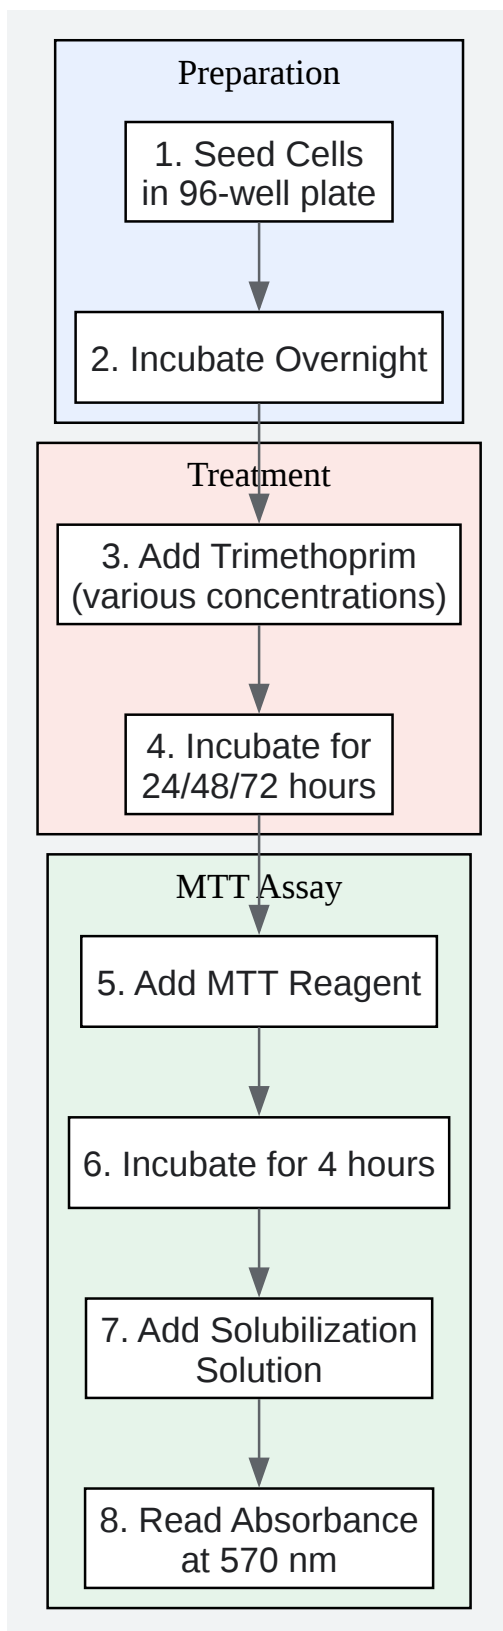 Preparation
1. Seed Cells
in 96-well plate
2. Incubate Overnight
Treatment
3. Add Trimethoprim
(various concentrations)
4. Incubate for
24/48/72 hours
MTT Assay
5. Add MTT Reagent
6. Incubate for 4 hours
7. Add Solubilization
Solution
8. Read Absorbance
at 570 nm